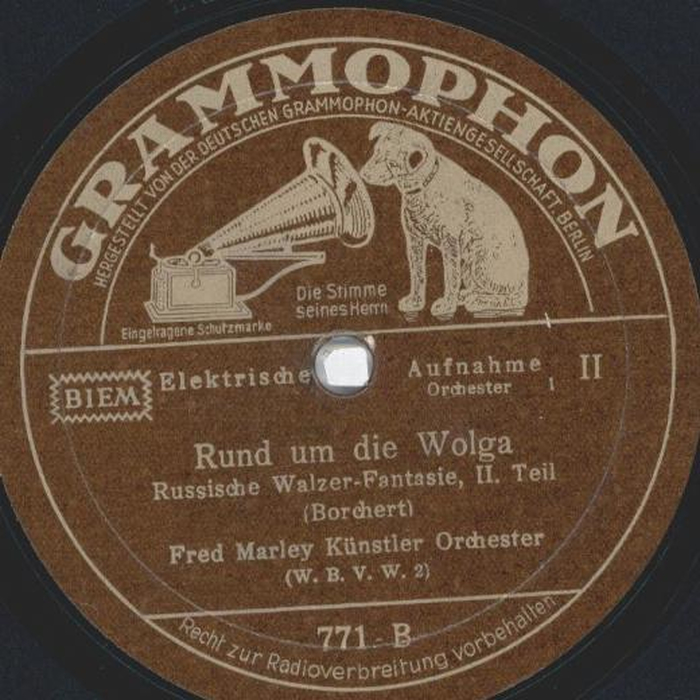 GRAMMOPHON
HERGESTELLT VON DER DEUTSCHEN GRAMMOPHON-AKTIENGESELLSCHAFT. BERLIN
Die Stimme
seines Herrn
Eingetragene Schutzmarke
BIEM Elektrische Aufnahme II
Orchester
Rund um die Wolga
Russische Walzer-Fantasie, II. Teil
(Borchert)
Fred Marley Künstler Orchester
(W. B. V. W. 2)
771 - B
Recht zur Radioverbreitung vorbehalten